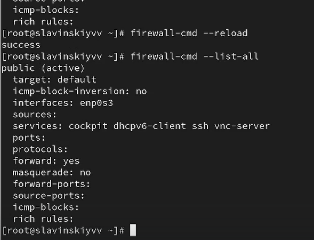 source-ports:
icmp-blocks:
rich rules:
[root@slavinskiyvv ~]# firewall-cmd --reload
success
[root@slavinskiyvv ~]# firewall-cmd --list-all
public (active)
target: default
icmp-block-inversion: no
interfaces: enp0s3
sources:
services: cockpit dhcpv6-client ssh vnc-server
ports:
protocols:
forward: yes
masquerade: no
forward-ports:
source-ports:
icmp-blocks:
rich rules:
[root@slavinskiyvv ~]#